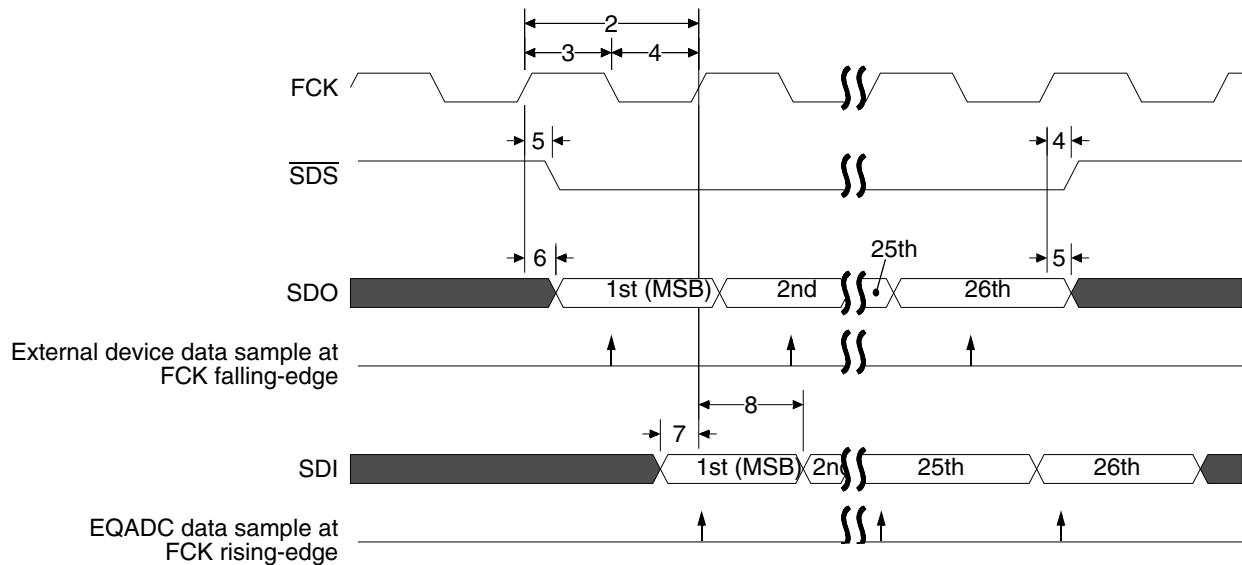 2
3 4
FCK
5 4
SDS
25th
6 5
SDO 1st (MSB) 2nd 26th
External device data sample at
FCK falling-edge
8
7
SDI 1st (MSB) 2nd 25th 26th
EQADC data sample at
FCK rising-edge